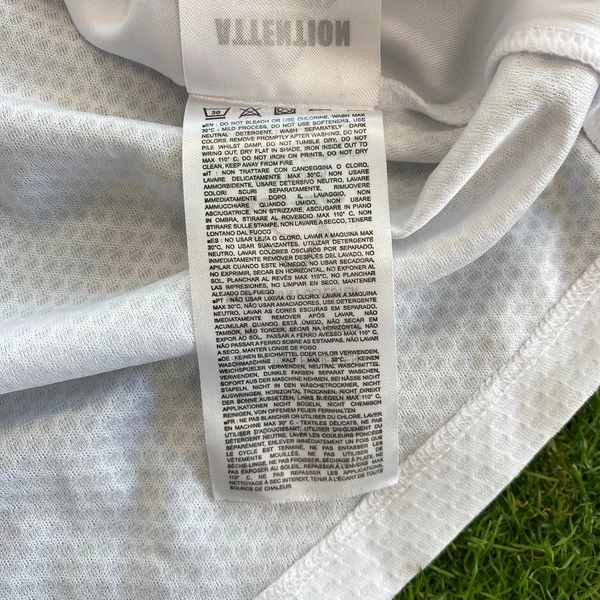 ATTENTION
30
•EN : DO NOT BLEACH OR USE CHLORINE, WASH MAX
30°C - MILD PROCESS, DO NOT USE SOFTENERS, USE
NEUTRAL DETERGENT. WASH SEPARATELY DARK
COLORS. REMOVE PROMPTLY AFTER WASHING, DO NOT
PILE WHILST DAMP, DO NOT TUMBLE DRY, DO NOT
WRING OUT, DRY FLAT IN SHADE, IRON INSIDE OUT TO
MAX 110° C, DO NOT IRON ON PRINTS, DO NOT DRY
CLEAN, KEEP AWAY FROM FIRE
•IT : NON TRATTARE CON CANDEGGINA O CLORO,
LAVARE DELICATAMENTE MAX 30°C, NON USARE
AMMORBIDENTE, USARE DETERSIVO NEUTRO, LAVARE
COLORI SCURI SEPARATAMENTE, RIMUOVERE
IMMEDIATAMENTE DOPO IL LAVAGGIO, NON
AMMUCCHIARE QUANDO UMIDO, NON USARE
ASCIUGATRICE, NON STRIZZARE, ASCIUGARE IN PIANO
IN OMBRA, STIRARE AL ROVESCIO MAX 110° C, NON
STIRARE SULLE STAMPE, NON LAVARE A SECCO, TENERE
LONTANO DAL FUOCO
•ES : NO USAR LEJÍA O CLORO, LAVAR A MAQUINA MAX
30°C, NO USAR SUAVIZANTES, UTILIZAR DETERGENTE
NEUTRO, LAVAR COLORES OSCUROS POR SEPARADO,
INMEDIATAMENTE REMOVER DESPUÉS DEL LAVADO, NO
APILAR CUANDO ESTE HÚMEDO, NO USAR SECADORA,
NO EXPRIMIR, SECAR EN HORIZONTAL, NO EXPONER AL
SOL, PLANCHAR AL REVÉS MAX 110°C, NO PLANCHAR
LAS IMPRESIONES, NO LIMPIAR EN SECO, MANTENER
ALEJADO DEL FUEGO
•PT : NÃO USAR LIXIVIA OU CLORO, LAVAR A MAQUINA
MAX 30°C, NÃO USAR AMACIADORES, USE DETERGENTE
NEUTRO, LAVAR AS CORES ESCURAS EM SEPARADO,
IMEDIATAMENTE REMOVER APÓS LAVAR, NÃO
ACUMULAR QUANDO ESTÁ ÚMIDO, NÃO SECAR EM
TAMBOR, NÃO TORCER, SECAR NA HORIZONTAL, NÃO
EXPOR AO SOL, PASSAR A FERRO AVESSO MAX 110° C,
NÃO PASSAR A FERRO SOBRE AS ESTAMPAS, NÃO LAVAR
A SECO, MANTER LONGE DE FOGO
•DE : KEINEN BLEICHMITTEL ODER CHLOR VERWENDEN,
WASCHMASCHINE KALT MAX 30°C, KEINEN
WEICHSPÜELER VERWENDEN, NEUTRAL WASCHMITTEL
VERWENDEN, DUNKLE FARBEN SEPARAT WASCHEN,
SOFORT AUS DER MASCHINE NEHMEN, BEI NÄSSE NICHT
STAPELN, NICHT IN DEN WÄSCHETROCKNER, NICHT
AUSWRINGEN, HORIZONTAL TROCKNEN, NICHT DIREKT
DER SONNE AUSSETZEN, LINKS BUEGELN MAX 110° C,
APPLIKATIONEN NICHT BÜGELN, NICHT CHEMISCH
REINIGEN, VON OFFENEM FEUER FERNHALTEN
•FR : NE PAS BLANCHIR OU UTILISER DU CHLORE, LAVER
EN MACHINE MAX 30° C - TEXTILES DÉLICATS, NE PAS
UTILISER D'ADOUCISSANT, UTILISER UNIQUEMENT DU
DÉTERGENT NEUTRE, LAVER LES COULEURS FONCÉES
SÉPARÉMENT, ENLEVER IMMÉDIATEMENT UN FOIS QUE
LE CYCLE EST TERMINÉ, NE PAS ENTASSER LES
VÊTEMENTS MOUILLÉS, NE PAS UTILISER DE
SÈCHE-LINGE, NE PAS FROISSER, SÉCHAGE À PLATE, NE
PAS EXPOSER AU SOLEIL, REPASSER À L'ENVERS MAX
110° C, NE PAS REPASSER LES APPLICATIONS,
NETTOYAGE À SEC INTERDIT, TENIR À L'ÉCART DE TOUTE
SOURCE DE CHALEUR